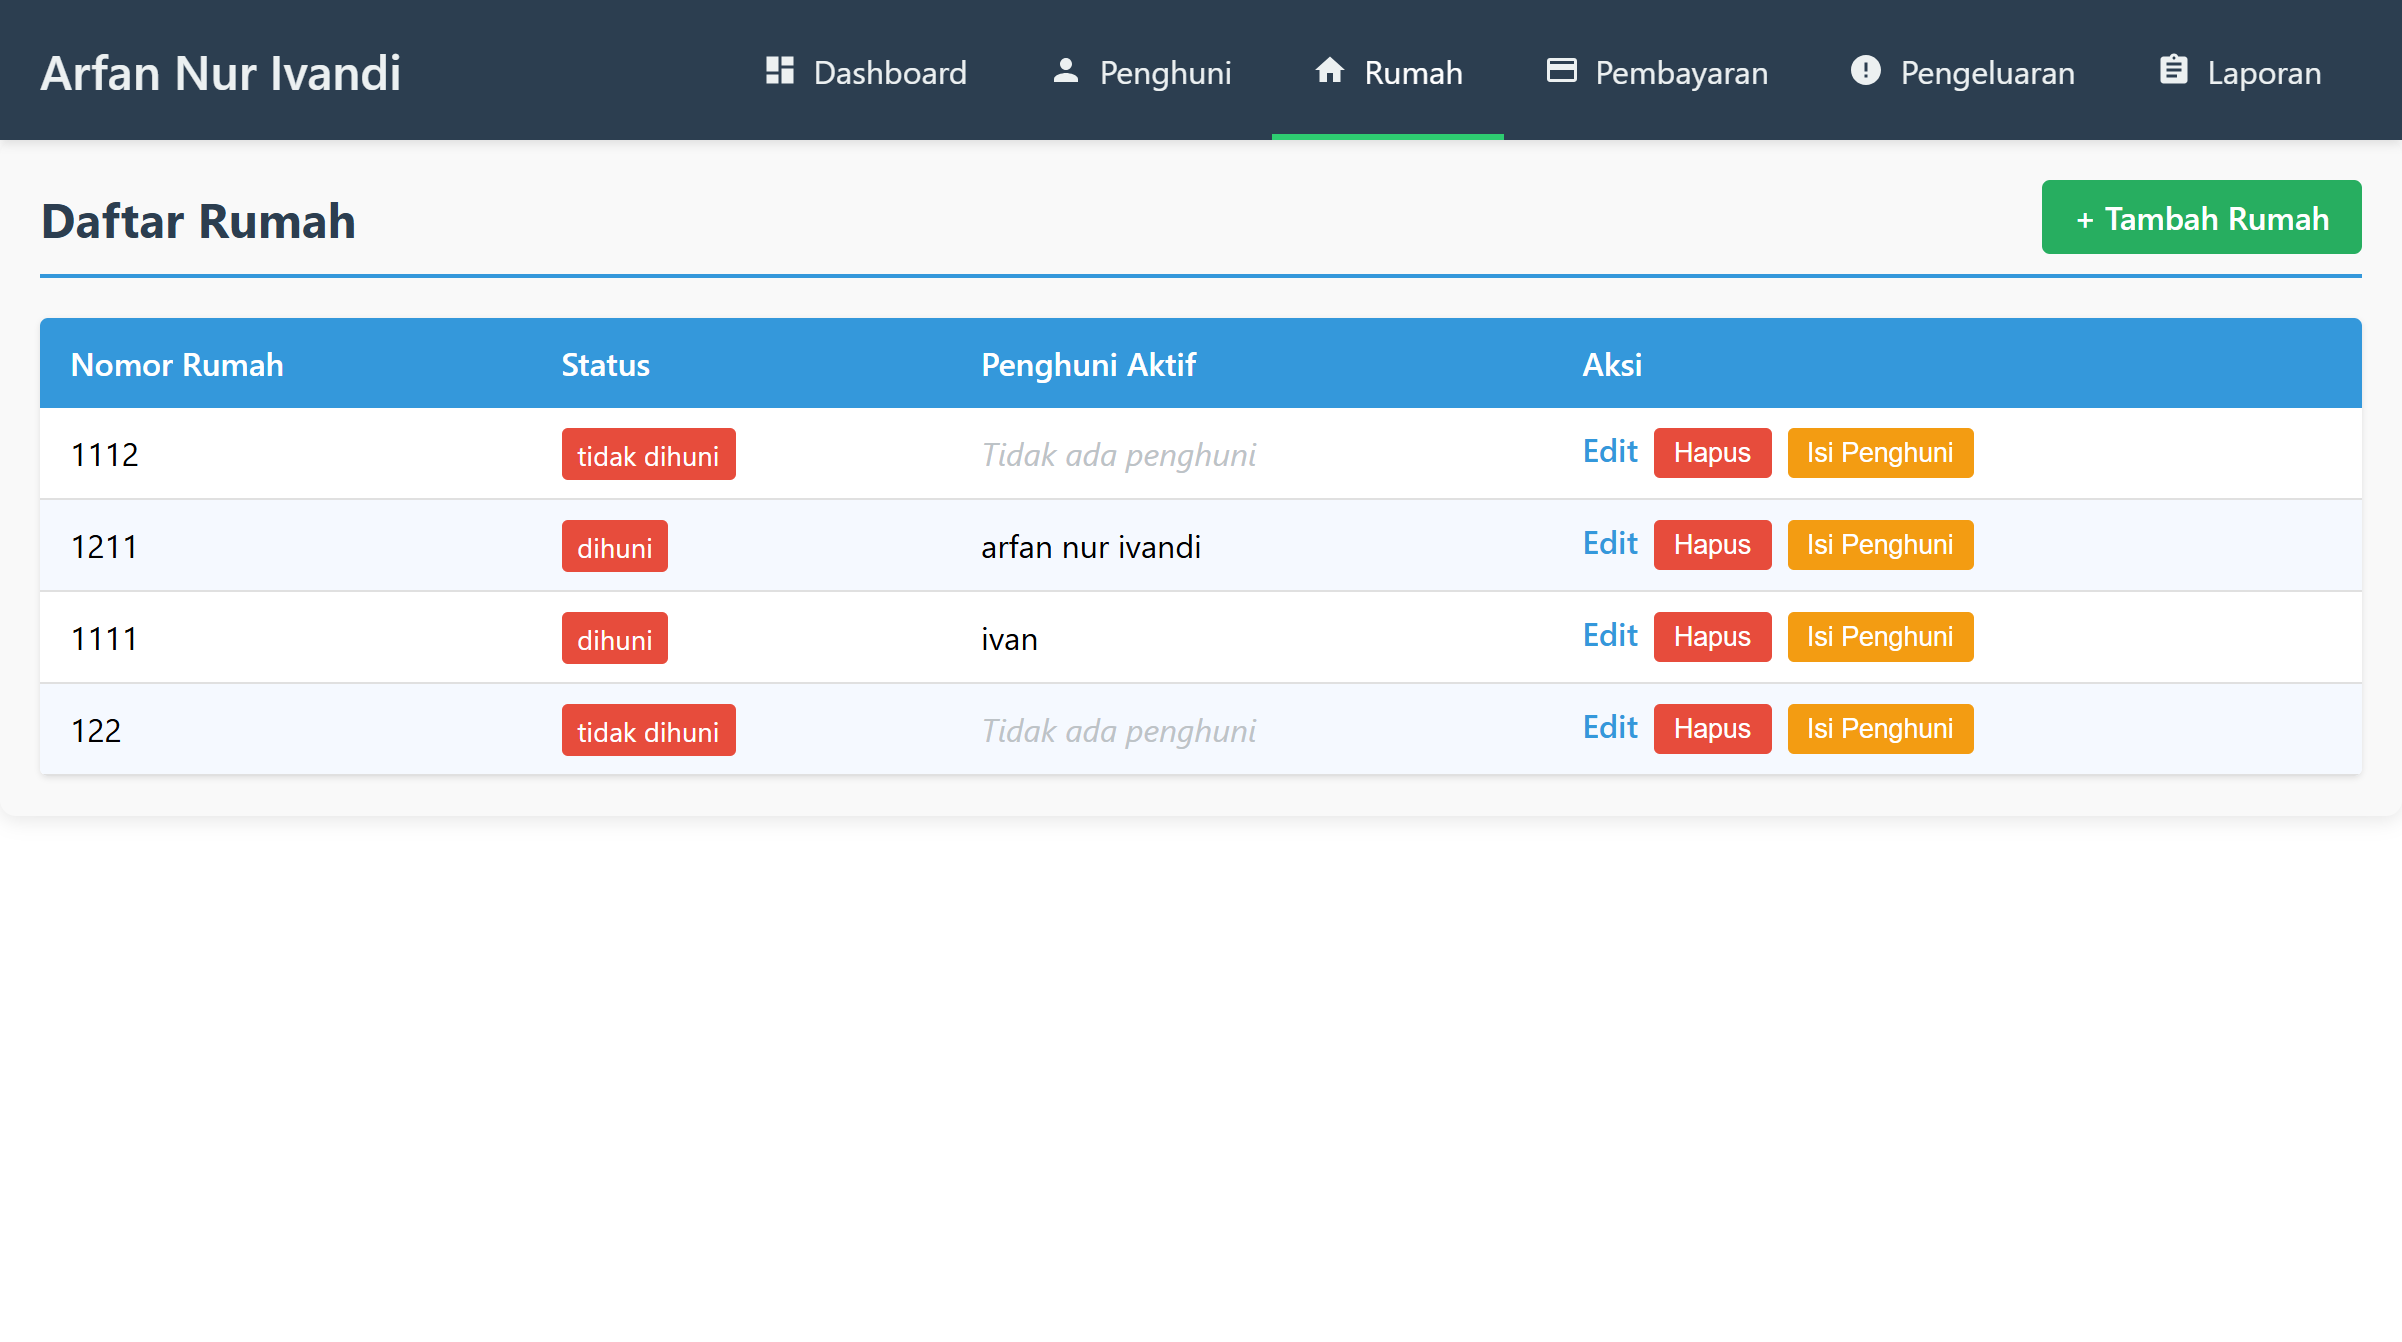 Arfan Nur Ivandi Dashboard Penghuni Rumah Pembayaran Pengeluaran Laporan
Daftar Rumah + Tambah Rumah
Nomor Rumah Status Penghuni Aktif Aksi
1112 tidak dihuni Tidak ada penghuni Edit Hapus Isi Penghuni
1211 dihuni arfan nur ivandi Edit Hapus Isi Penghuni
1111 dihuni ivan Edit Hapus Isi Penghuni
122 tidak dihuni Tidak ada penghuni Edit Hapus Isi Penghuni